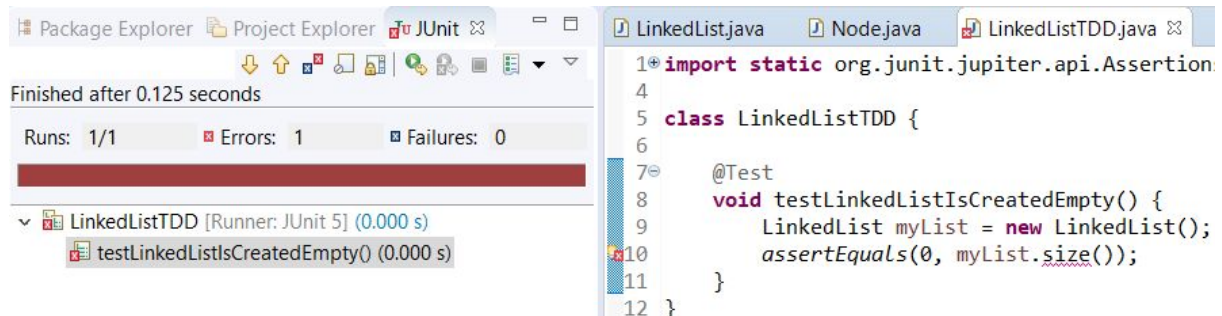 Package Explorer Project Explorer JUnit
Finished after 0.125 seconds
Runs: 1/1 Errors: 1 Failures: 0
LinkedListTDD [Runner: JUnit 5] (0.000 s)
testLinkedListIsCreatedEmpty() (0.000 s)
LinkedList.java Node.java LinkedListTDD.java
1 import static org.junit.jupiter.api.Assertion
4
5 class LinkedListTDD {
6
7 @Test
8 void testLinkedListIsCreatedEmpty() {
9 LinkedList myList = new LinkedList();
10 assertEquals(0, myList.size());
11 }
12 }